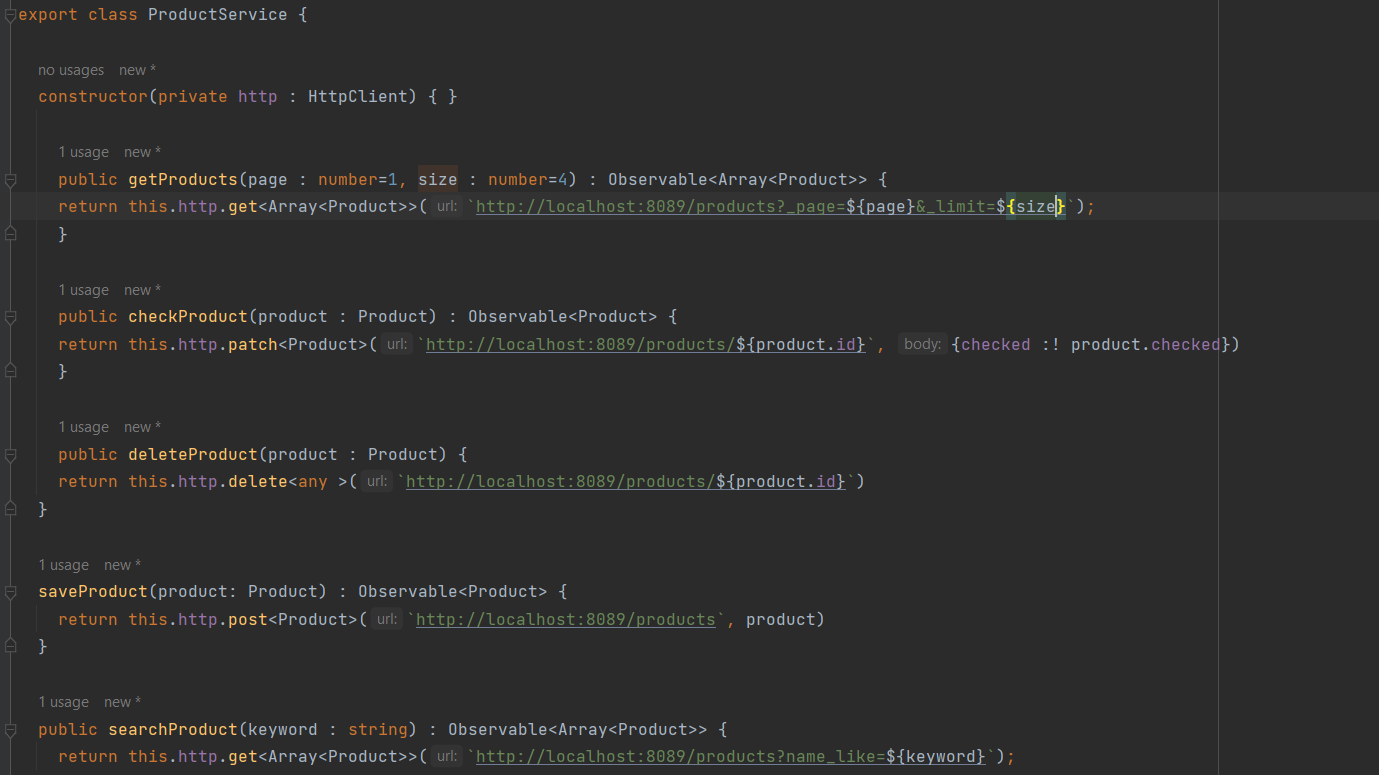 export class ProductService {
no usages new *
constructor(private http : HttpClient) { }
1 usage new *
public getProducts(page : number=1, size : number=4) : Observable<Array<Product>> {
return this.http.get<Array<Product>>( url: `http://localhost:8089/products?_page=${page}&_limit=${size}`);
}
1 usage new *
public checkProduct(product : Product) : Observable<Product> {
return this.http.patch<Product>( url: `http://localhost:8089/products/${product.id}`, body: {checked :! product.checked})
}
1 usage new *
public deleteProduct(product : Product) {
return this.http.delete<any >( url: `http://localhost:8089/products/${product.id}`)
}
1 usage new *
saveProduct(product: Product) : Observable<Product> {
return this.http.post<Product>( url: `http://localhost:8089/products`, product)
}
1 usage new *
public searchProduct(keyword : string) : Observable<Array<Product>> {
return this.http.get<Array<Product>>( url: `http://localhost:8089/products?name_like=${keyword}`);